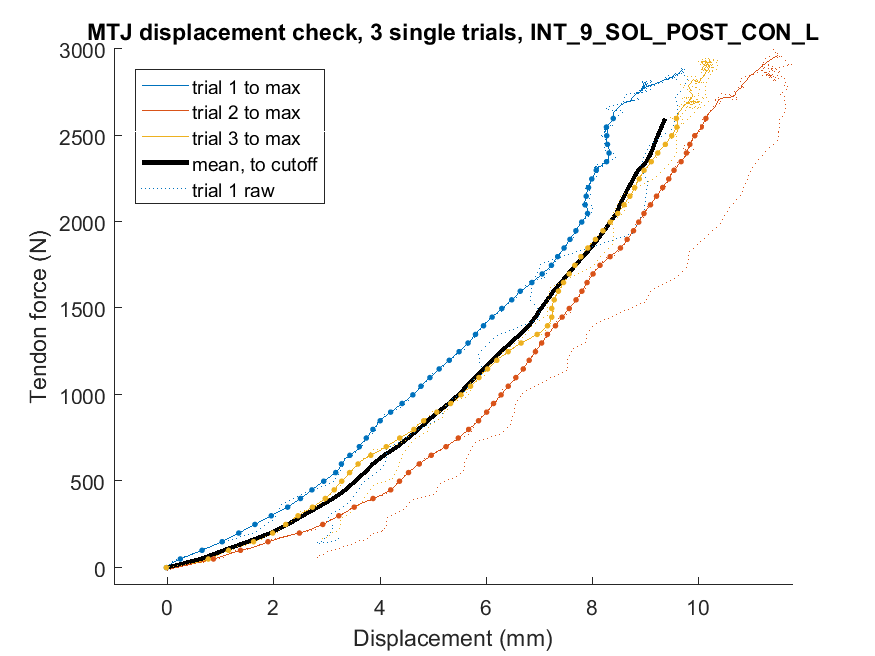 MTJ displacement check, 3 single trials, INT_9_SOL_POST_CON_L
3000
2500
2000
1500
1000
500
0
Tendon force (N)
trial 1 to max
trial 2 to max
trial 3 to max
mean, to cutoff
trial 1 raw
0 2 4 6 8 10
Displacement (mm)